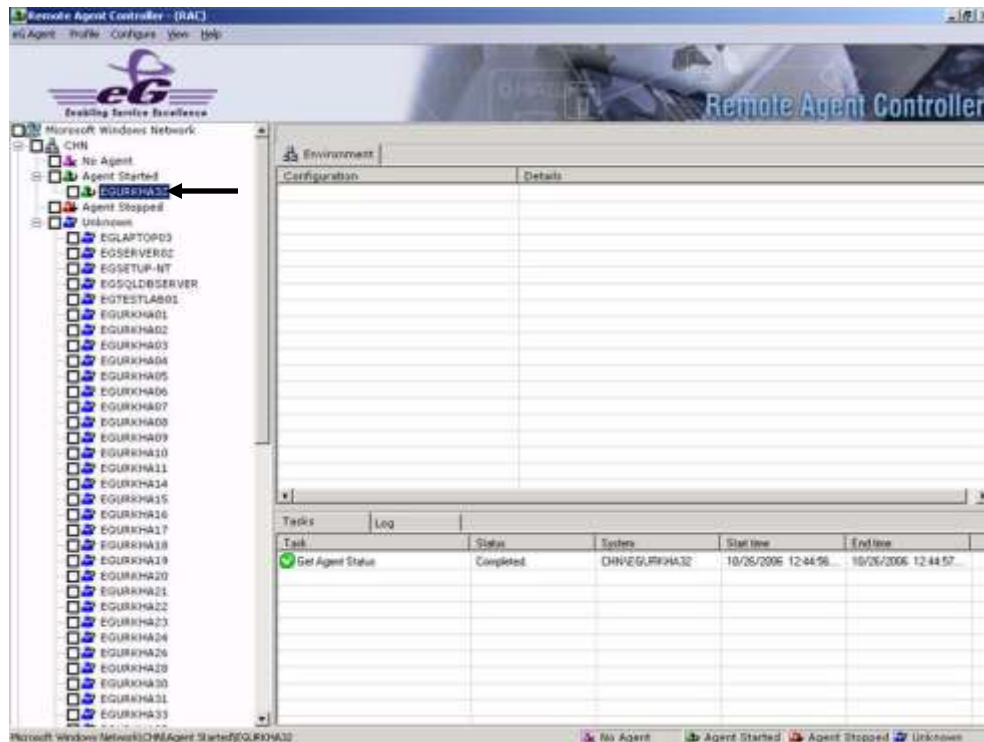 Remote Agent Controller - (RAC)
eG Agent Profile Configure View Help
eG
Enabling Service Excellence
Remote Agent Controller
Microsoft Windows Network
CHN
No Agent
Agent Started
EGURKHA32
Agent Stopped
Unknown
EGLAPTOP03
EGSERVER02
EGSETUP-NT
EGSQLDBSERVER
EGTESTLAB01
EGURKHA01
EGURKHA02
EGURKHA03
EGURKHA04
EGURKHA05
EGURKHA06
EGURKHA07
EGURKHA08
EGURKHA09
EGURKHA10
EGURKHA11
EGURKHA14
EGURKHA15
EGURKHA16
EGURKHA17
EGURKHA18
EGURKHA19
EGURKHA20
EGURKHA21
EGURKHA22
EGURKHA23
EGURKHA24
EGURKHA26
EGURKHA28
EGURKHA30
EGURKHA31
EGURKHA33
Environment
Configuration Details
Tasks Log
Task Status System Start time End time
Get Agent Status Completed CHN\EGURKHA32 10/26/2006 12:44:56... 10/26/2006 12:44:57...
Microsoft Windows Network\CHN\Agent Started\EGURKHA32 No Agent Agent Started Agent Stopped Unknown